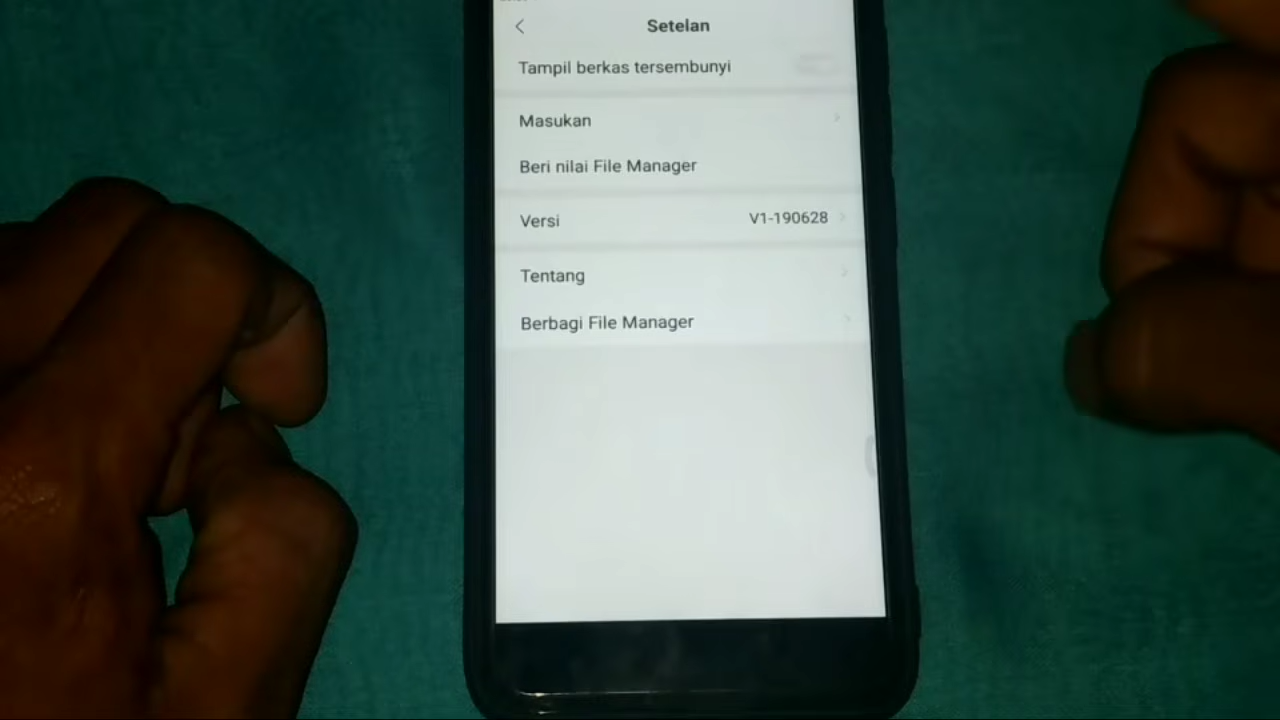 Setelan
Tampil berkas tersembunyi
Masukan
Beri nilai File Manager
Versi V1-190628
Tentang
Berbagi File Manager